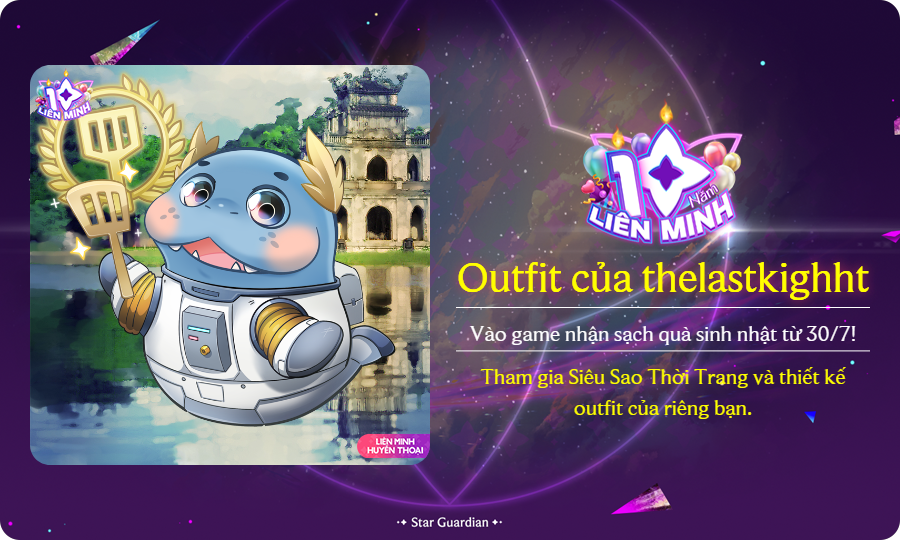 10
LIÊN MINH
10
Năm
LIÊN MINH
Outfit của thelastkighht
Vào game nhận sạch quà sinh nhật từ 30/7!
Tham gia Siêu Sao Thời Trang và thiết kế
outfit của riêng bạn.
LIÊN MINH
HUYỀN THOẠI
Star Guardian